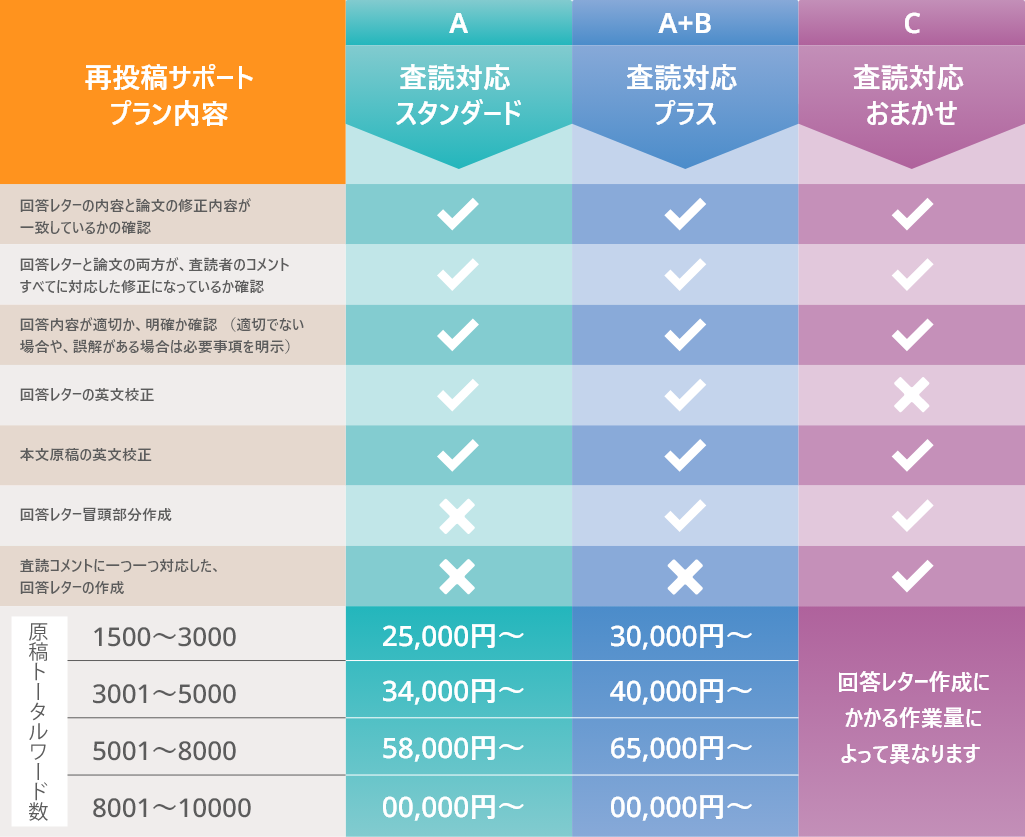 再投稿サポート
プラン内容
A
査読対応
スタンダード
A+B
査読対応
プラス
C
査読対応
おまかせ
回答レターの内容と論文の修正内容が
一致しているかの確認
回答レターと論文の両方が、査読者のコメント
すべてに対応した修正になっているか確認
回答内容が適切か、明確か確認 （適切でない
場合や、誤解がある場合は必要事項を明示）
回答レターの英文校正
本文原稿の英文校正
回答レター冒頭部分作成
査読コメントに一つ一つ対応した、
回答レターの作成
原稿トータルワード数
1500～3000
25,000円～
30,000円～
3001～5000
34,000円～
40,000円～
5001～8000
58,000円～
65,000円～
8001～10000
00,000円～
00,000円～
回答レター作成に
かかる作業量に
よって異なります